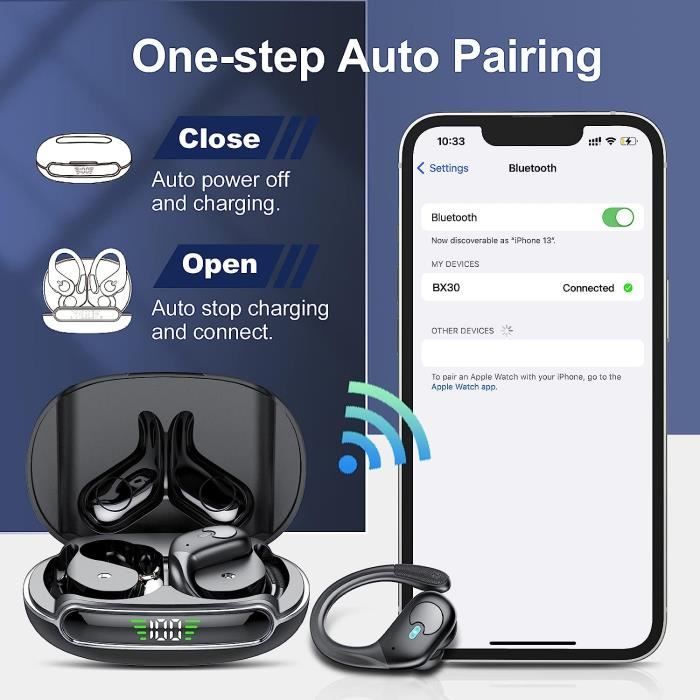 One-step Auto Pairing
Close
Auto power off
and charging.
Open
Auto stop charging
and connect.
10:33
Settings
Bluetooth
Bluetooth
Now discoverable as "iPhone 13".
MY DEVICES
BX30
Connected
OTHER DEVICES
To pair an Apple Watch with your iPhone, go to the
Apple Watch app.
100